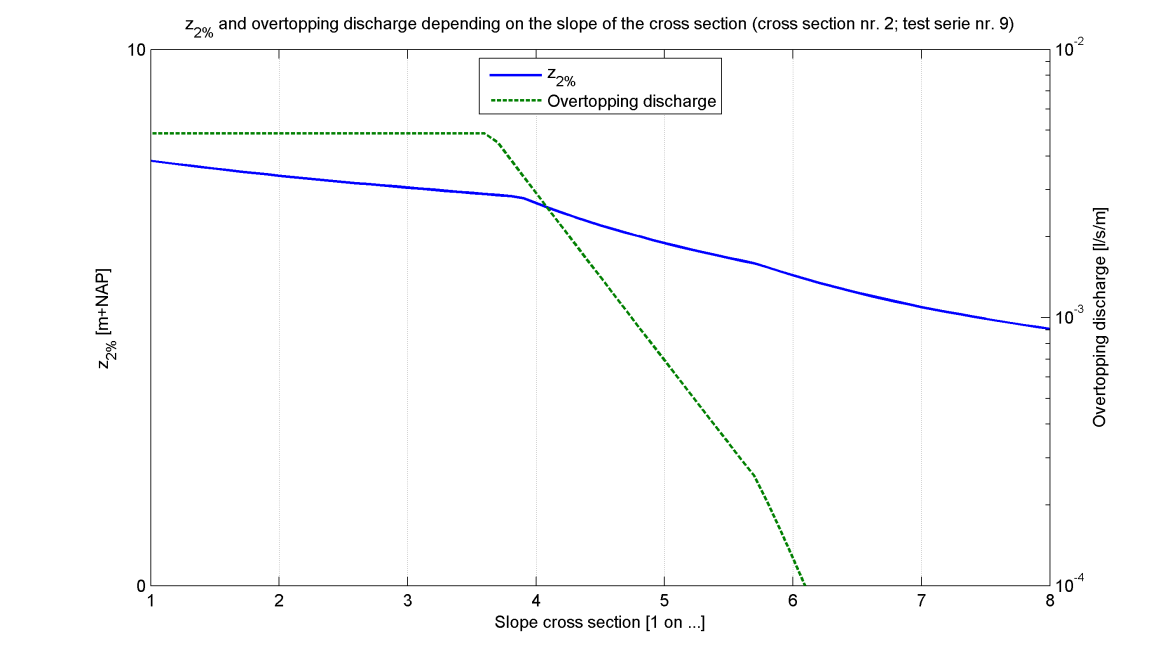 z2% and overtopping discharge depending on the slope of the cross section (cross section nr. 2; test serie nr. 9)
z2%
Overtopping discharge
10
0
z2% [m+NAP]
10-2
10-3
10-4
Overtopping discharge [l/s/m]
1 2 3 4 5 6 7 8
Slope cross section [1 on ...]